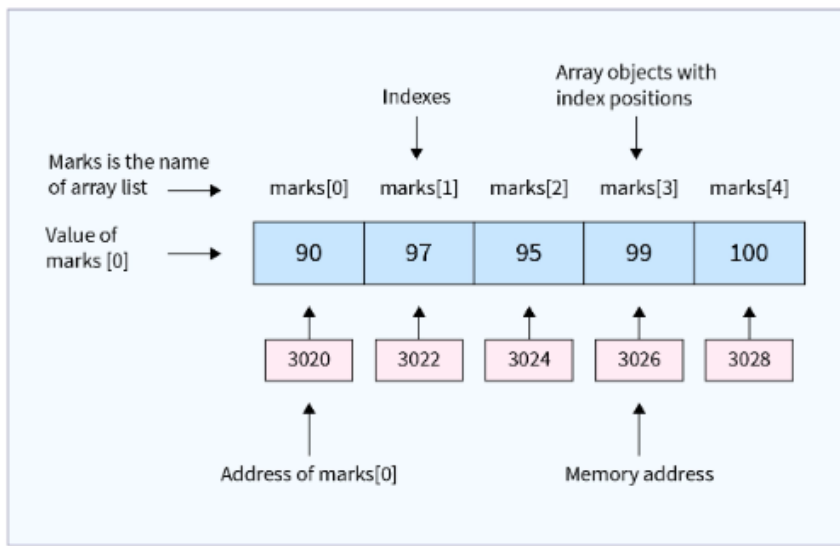 Array objects with
index positions
Indexes
Marks is the name
of array list
marks[0] marks[1] marks[2] marks[3] marks[4]
Value of
marks [0]
90 97 95 99 100
3020 3022 3024 3026 3028
Address of marks[0] Memory address